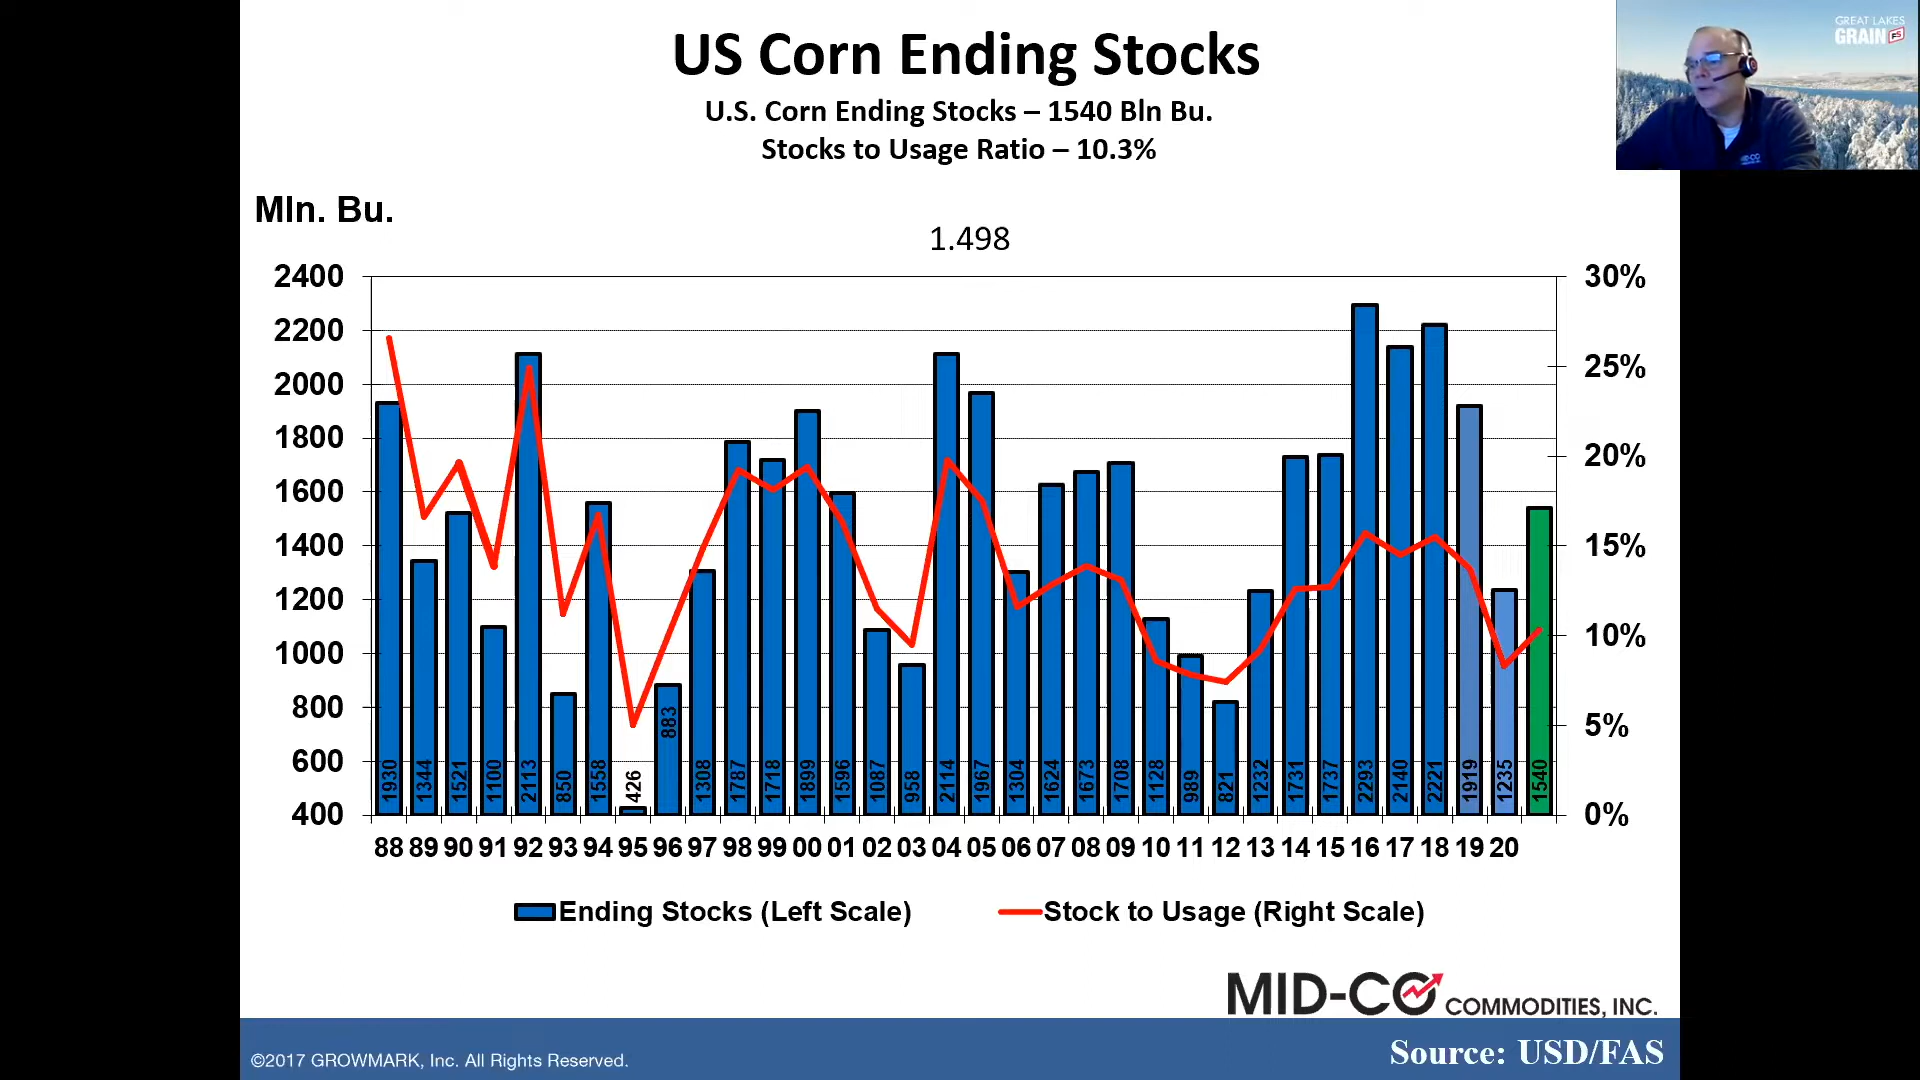 US Corn Ending Stocks
U.S. Corn Ending Stocks – 1540 Bln Bu.
Stocks to Usage Ratio – 10.3%
GREAT LAKES
GRAIN FS
MID-CO
Mln. Bu.
1.498
2400
2200
2000
1800
1600
1400
1200
1000
800
600
400
30%
25%
20%
15%
10%
5%
0%
1930 1344 1521 1100 2113 850 1558 426 883 1308 1787 1718 1899 1596 1087 958 2114 1967 1304 1624 1673 1708 1128 989 821 1232 1731 1737 2293 2140 2221 1919 1235 1540
88 89 90 91 92 93 94 95 96 97 98 99 00 01 02 03 04 05 06 07 08 09 10 11 12 13 14 15 16 17 18 19 20
Ending Stocks (Left Scale) Stock to Usage (Right Scale)
MID-CO COMMODITIES, INC.
©2017 GROWMARK, Inc. All Rights Reserved.
Source: USD/FAS